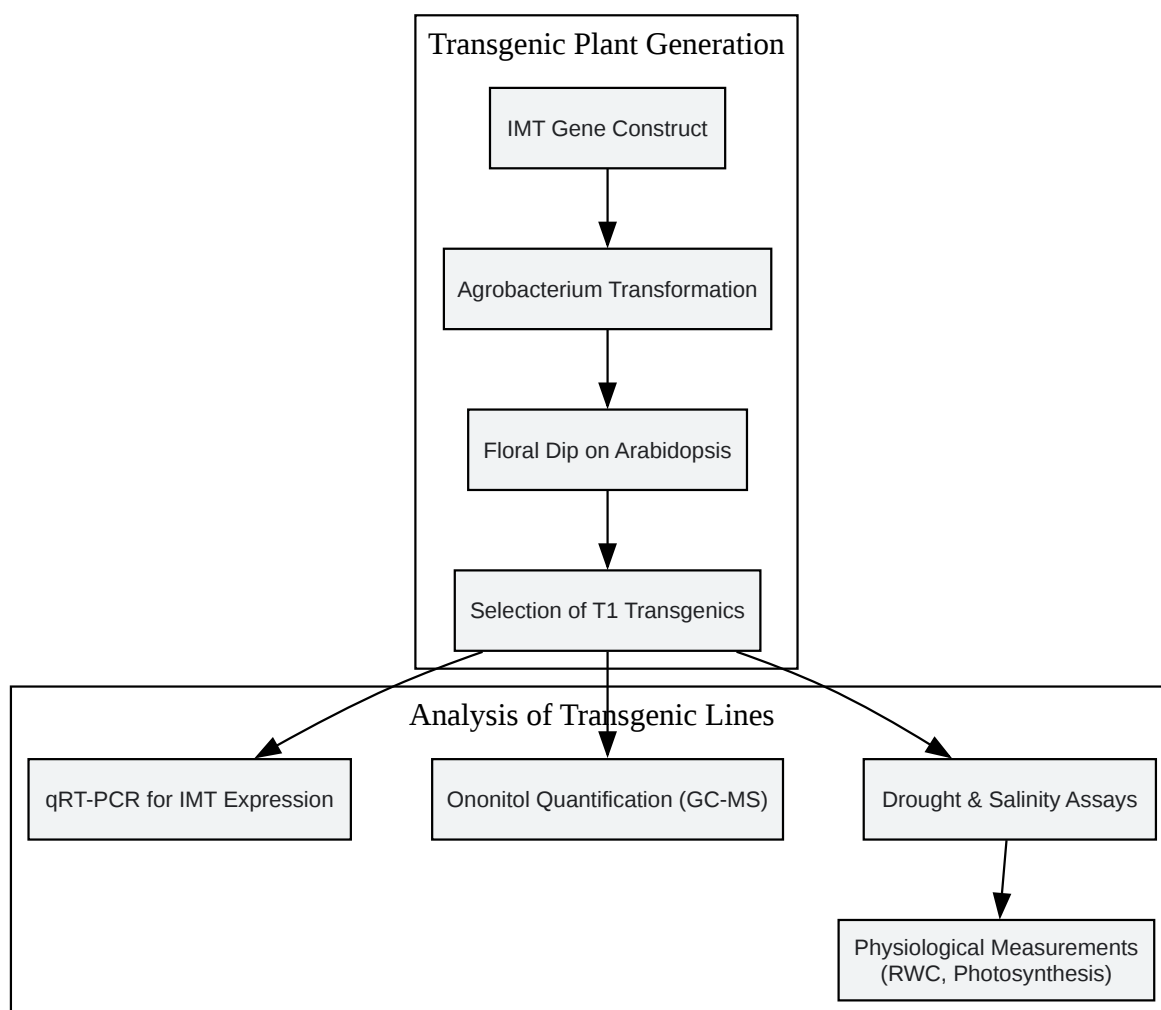 Transgenic Plant Generation
IMT Gene Construct
Agrobacterium Transformation
Floral Dip on Arabidopsis
Selection of T1 Transgenics
Analysis of Transgenic Lines
qRT-PCR for IMT Expression
Ononitol Quantification (GC-MS)
Drought & Salinity Assays
Physiological Measurements
(RWC, Photosynthesis)